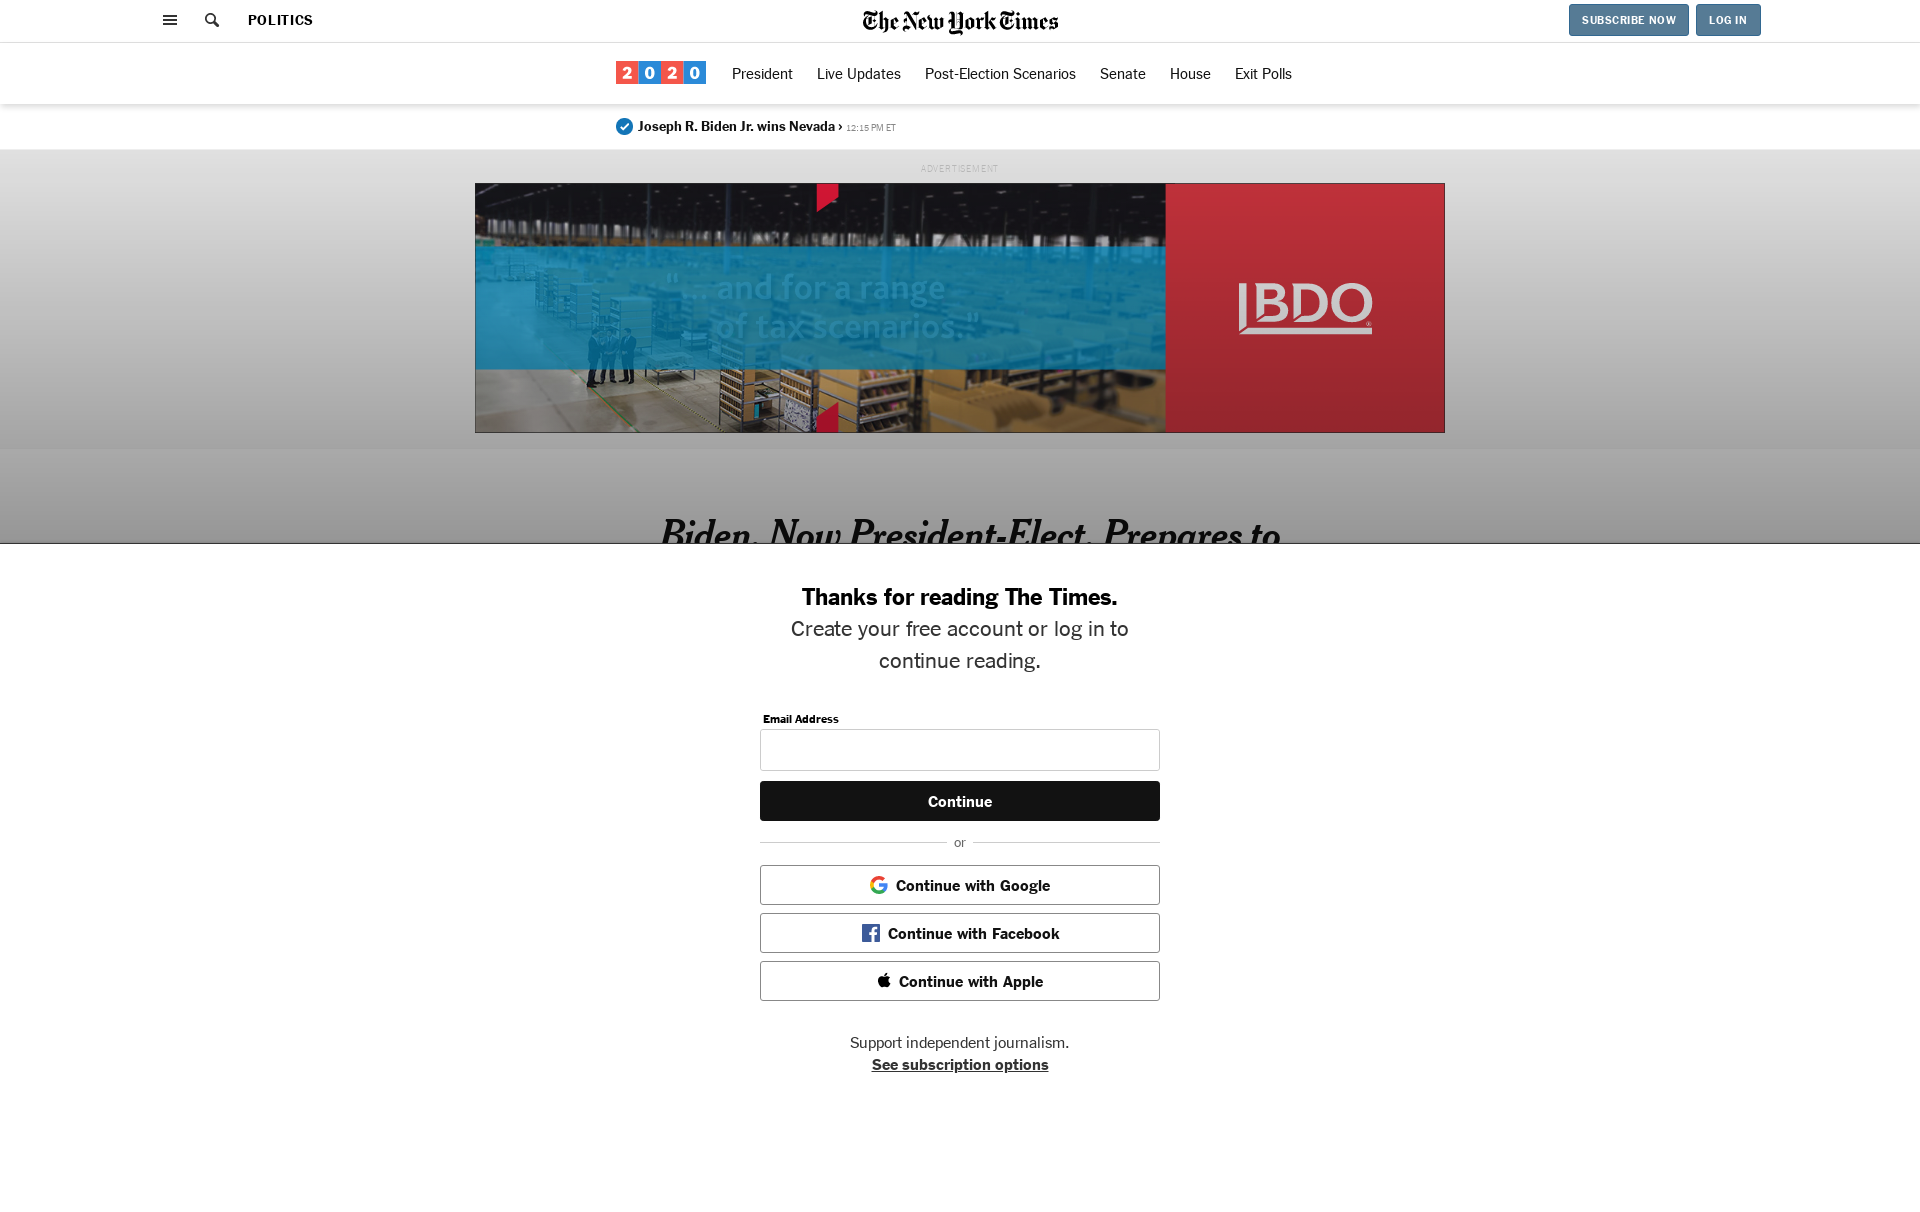 POLITICS
The New York Times
SUBSCRIBE NOW
LOG IN
2020
President
Live Updates
Post-Election Scenarios
Senate
House
Exit Polls
Joseph R. Biden Jr. wins Nevada › 12:15 PM ET
ADVERTISEMENT
"... and for a range
of tax scenarios."
BDO
Biden, Now President-Elect, Prepares to
Thanks for reading The Times.
Create your free account or log in to
continue reading.
Email Address
Continue
or
Continue with Google
Continue with Facebook
Continue with Apple
Support independent journalism.
See subscription options